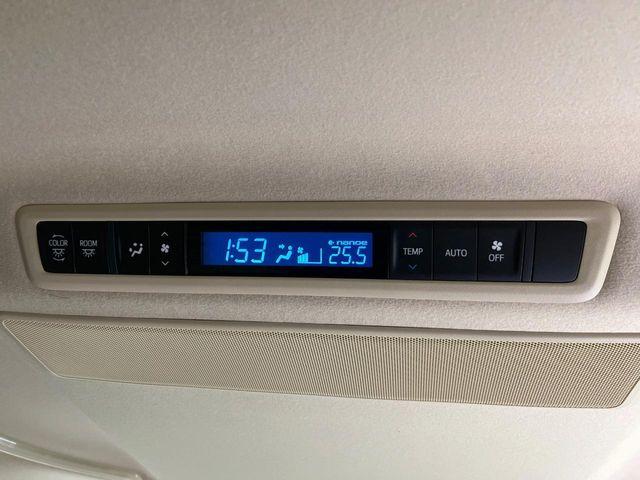 COLOR
ROOM
1:53
nanoe
25.5
TEMP
AUTO
OFF